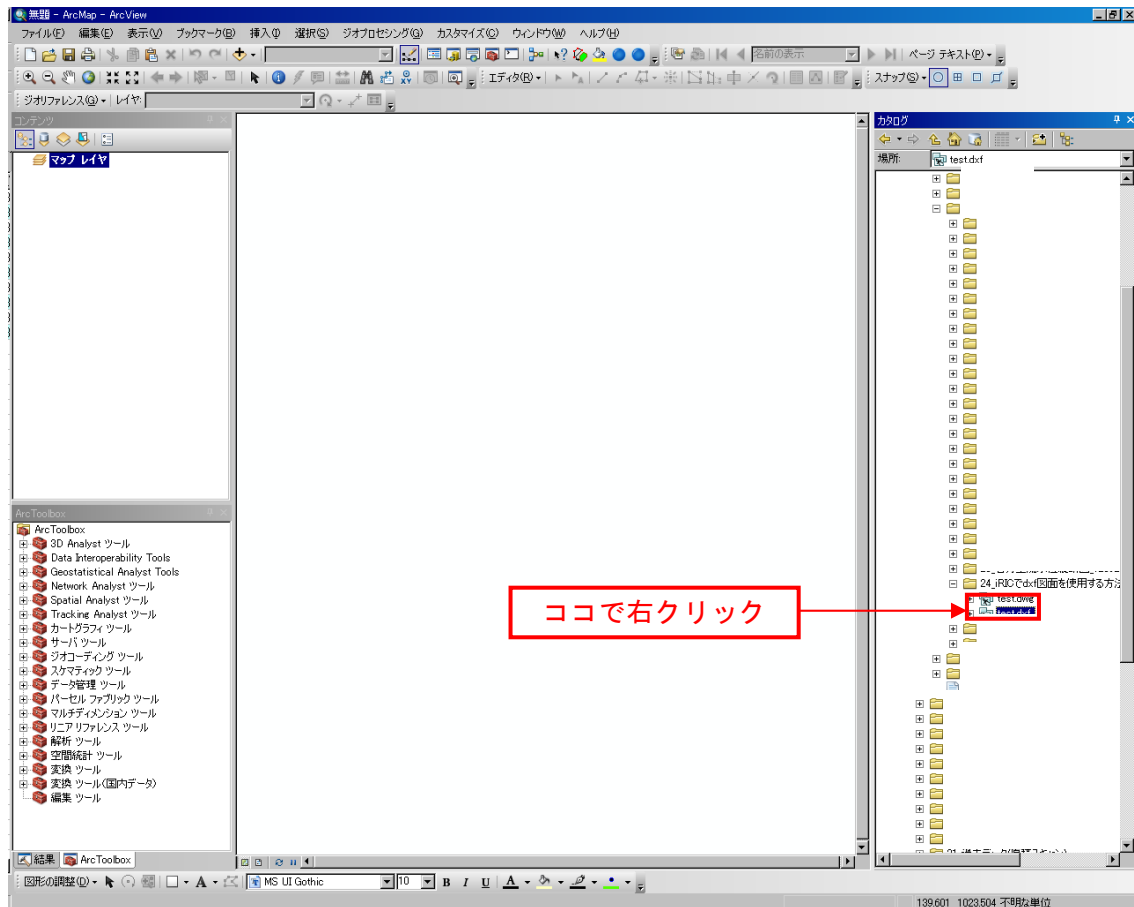 無題 - ArcMap - ArcView
ファイル(F) 編集(E) 表示(V) ブックマーク(B) 挿入(I) 選択(S) ジオプロセシング(G) カスタマイズ(C) ウィンドウ(W) ヘルプ(H)
名前の表示 ページ テキスト(P)
エディタ(R) スナップ(S)
ジオリファレンス(G) レイヤ:
コンテンツ
マップ レイヤ
カタログ
場所: test.dxf
24_iRICでdxf図面を使用する方法
test.dwg
test.dxf
ココで右クリック
ArcToolbox
ArcToolbox
3D Analyst ツール
Data Interoperability Tools
Geostatistical Analyst Tools
Network Analyst ツール
Spatial Analyst ツール
Tracking Analyst ツール
カートグラフィ ツール
サーバ ツール
ジオコーディング ツール
スケマティック ツール
データ管理 ツール
パーセル ファブリック ツール
マルチディメンション ツール
リニア リファレンス ツール
解析 ツール
空間統計 ツール
変換 ツール
変換 ツール(国内データ)
編集 ツール
結果 ArcToolbox
図形の調整(D) A MS UI Gothic 10 B I U A
139.601 1023.504 不明な単位